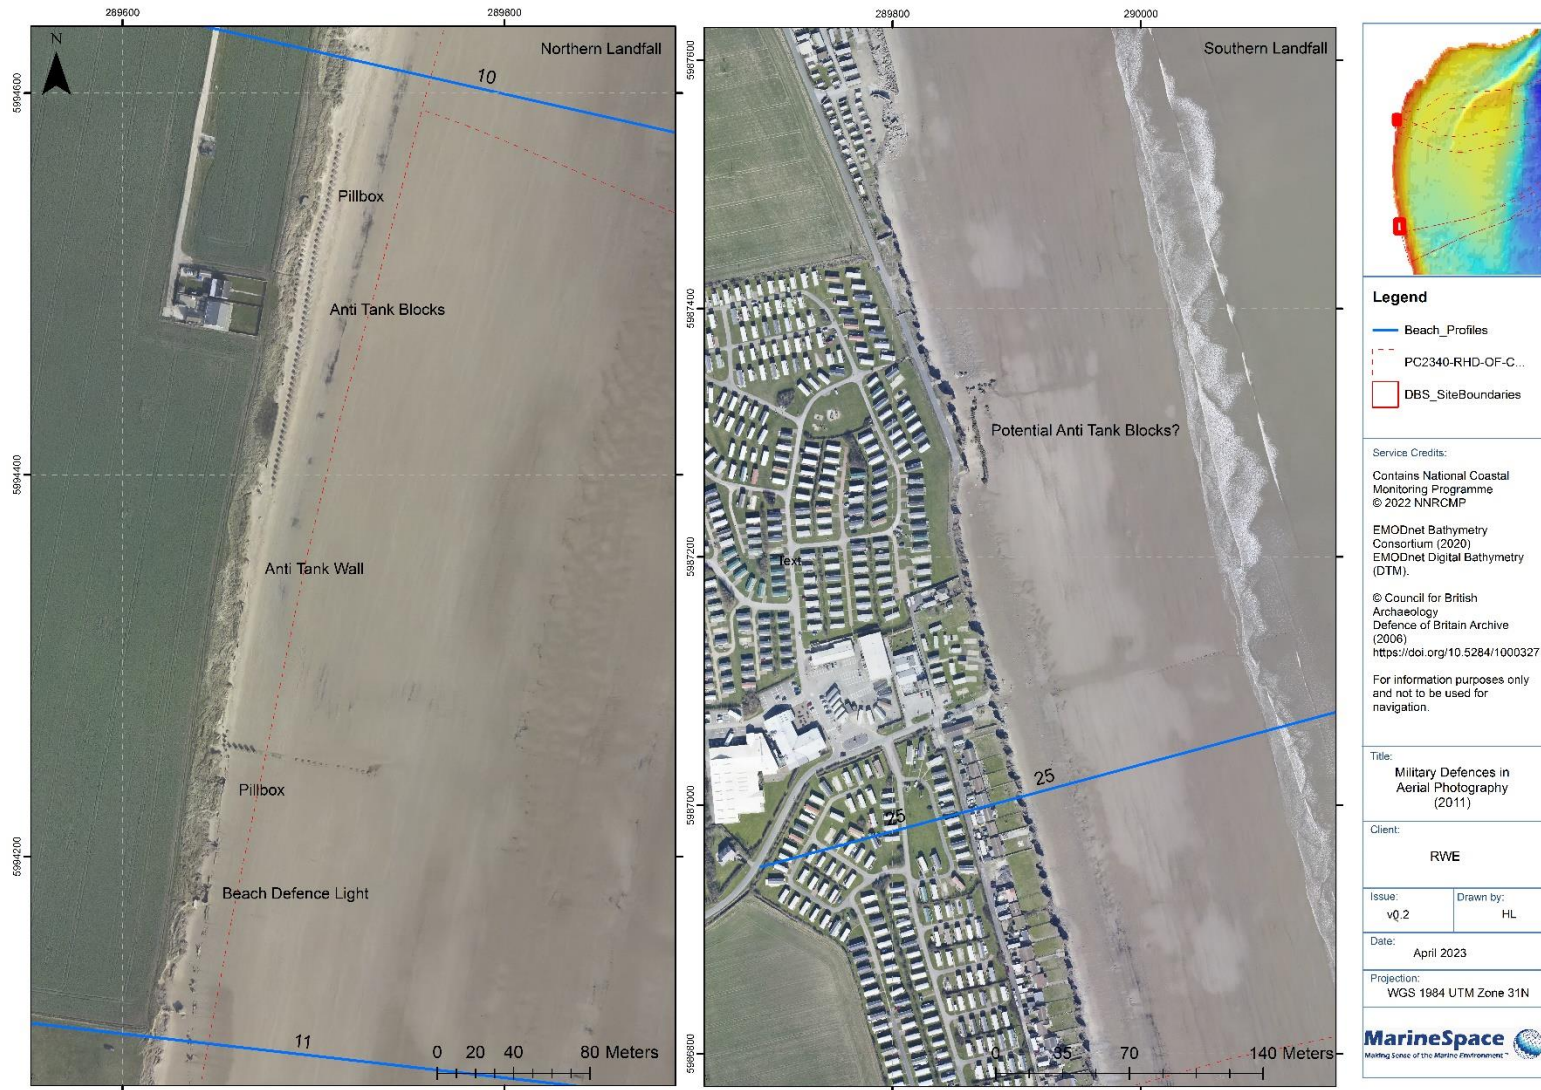 289600
289800
289800
290000
N
Northern Landfall
Southern Landfall
5994600
5994400
5994200
5987600
5987400
5987200
5987000
5986800
10
Pillbox
Anti Tank Blocks
Anti Tank Wall
Pillbox
Beach Defence Light
11
0 20 40 80 Meters
Potential Anti Tank Blocks?
Text
25
25
0 35 70 140 Meters
Legend
Beach_Profiles
PC2340-RHD-OF-C...
DBS_SiteBoundaries
Service Credits:
Contains National Coastal
Monitoring Programme
© 2022 NNRCMP
EMODnet Bathymetry
Consortium (2020)
EMODnet Digital Bathymetry
(DTM).
© Council for British
Archaeology
Defence of Britain Archive
(2006)
https://doi.org/10.5284/1000327
For information purposes only
and not to be used for
navigation.
Title:
Military Defences in
Aerial Photography
(2011)
Client:
RWE
Issue:
v0.2
Drawn by:
HL
Date:
April 2023
Projection:
WGS 1984 UTM Zone 31N
MarineSpace
Making Sense of the Marine Environment™